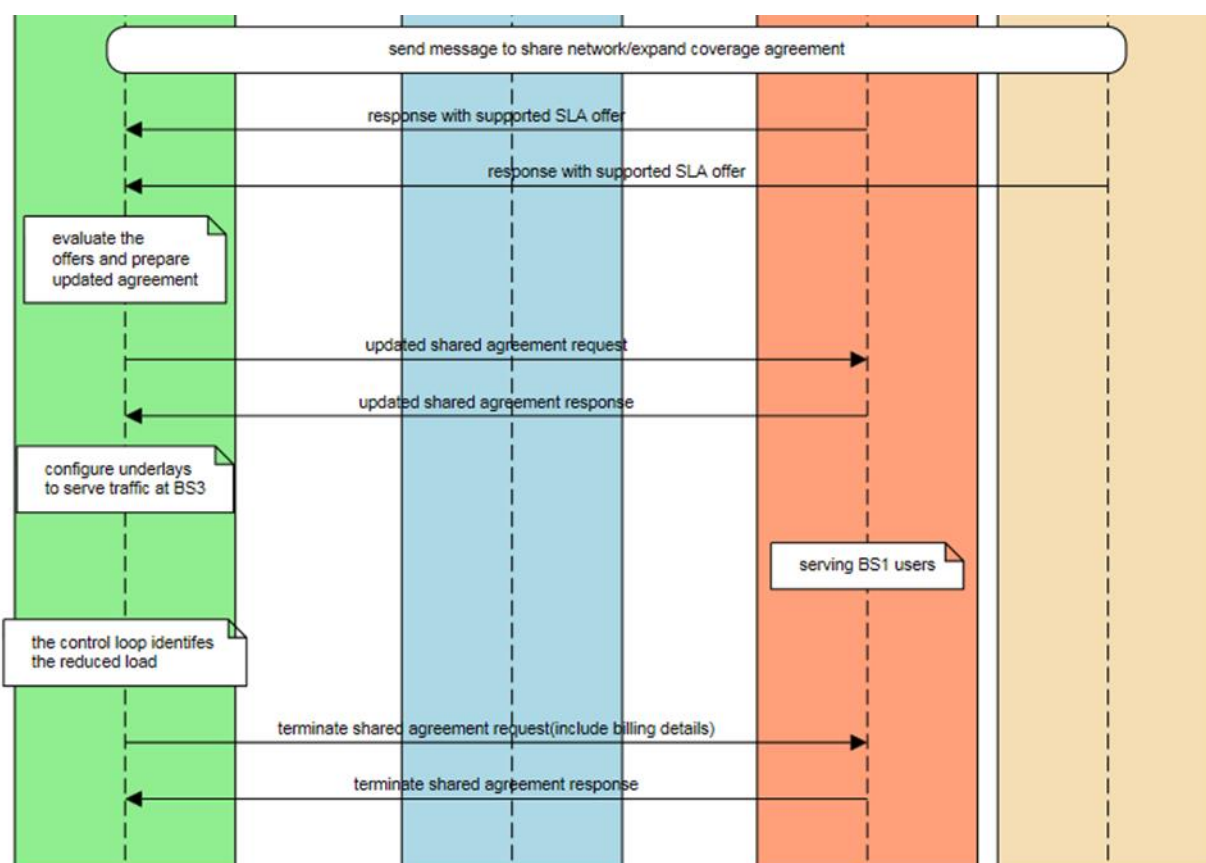 send message to share network/expand coverage agreement
response with supported SLA offer
response with supported SLA offer
evaluate the
offers and prepare
updated agreement
updated shared agreement request
updated shared agreement response
configure underlays
to serve traffic at BS3
serving BS1 users
the control loop identifes
the reduced load
terminate shared agreement request(include billing details)
terminate shared agreement response